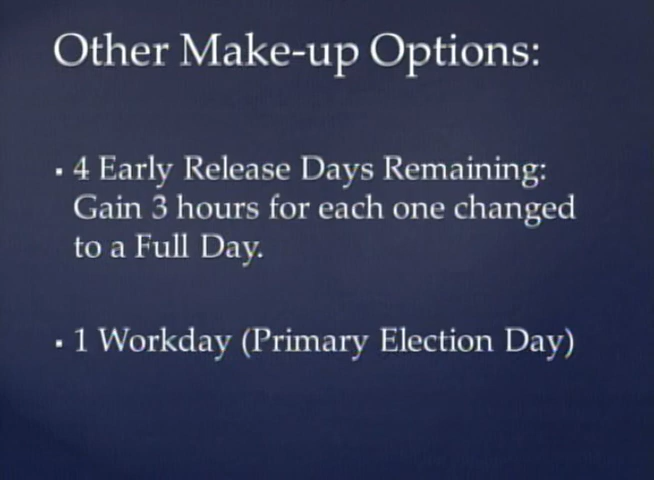 Other Make-up Options:
▪ 4 Early Release Days Remaining:
Gain 3 hours for each one changed
to a Full Day.
▪ 1 Workday (Primary Election Day)